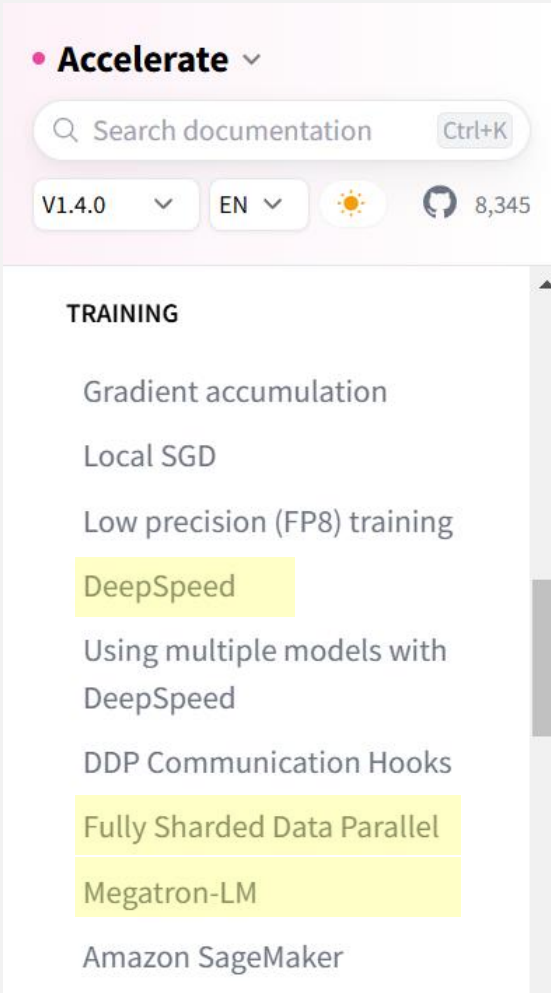 Accelerate
Search documentation Ctrl+K
V1.4.0 EN 8,345
TRAINING
Gradient accumulation
Local SGD
Low precision (FP8) training
DeepSpeed
Using multiple models with
DeepSpeed
DDP Communication Hooks
Fully Sharded Data Parallel
Megatron-LM
Amazon SageMaker